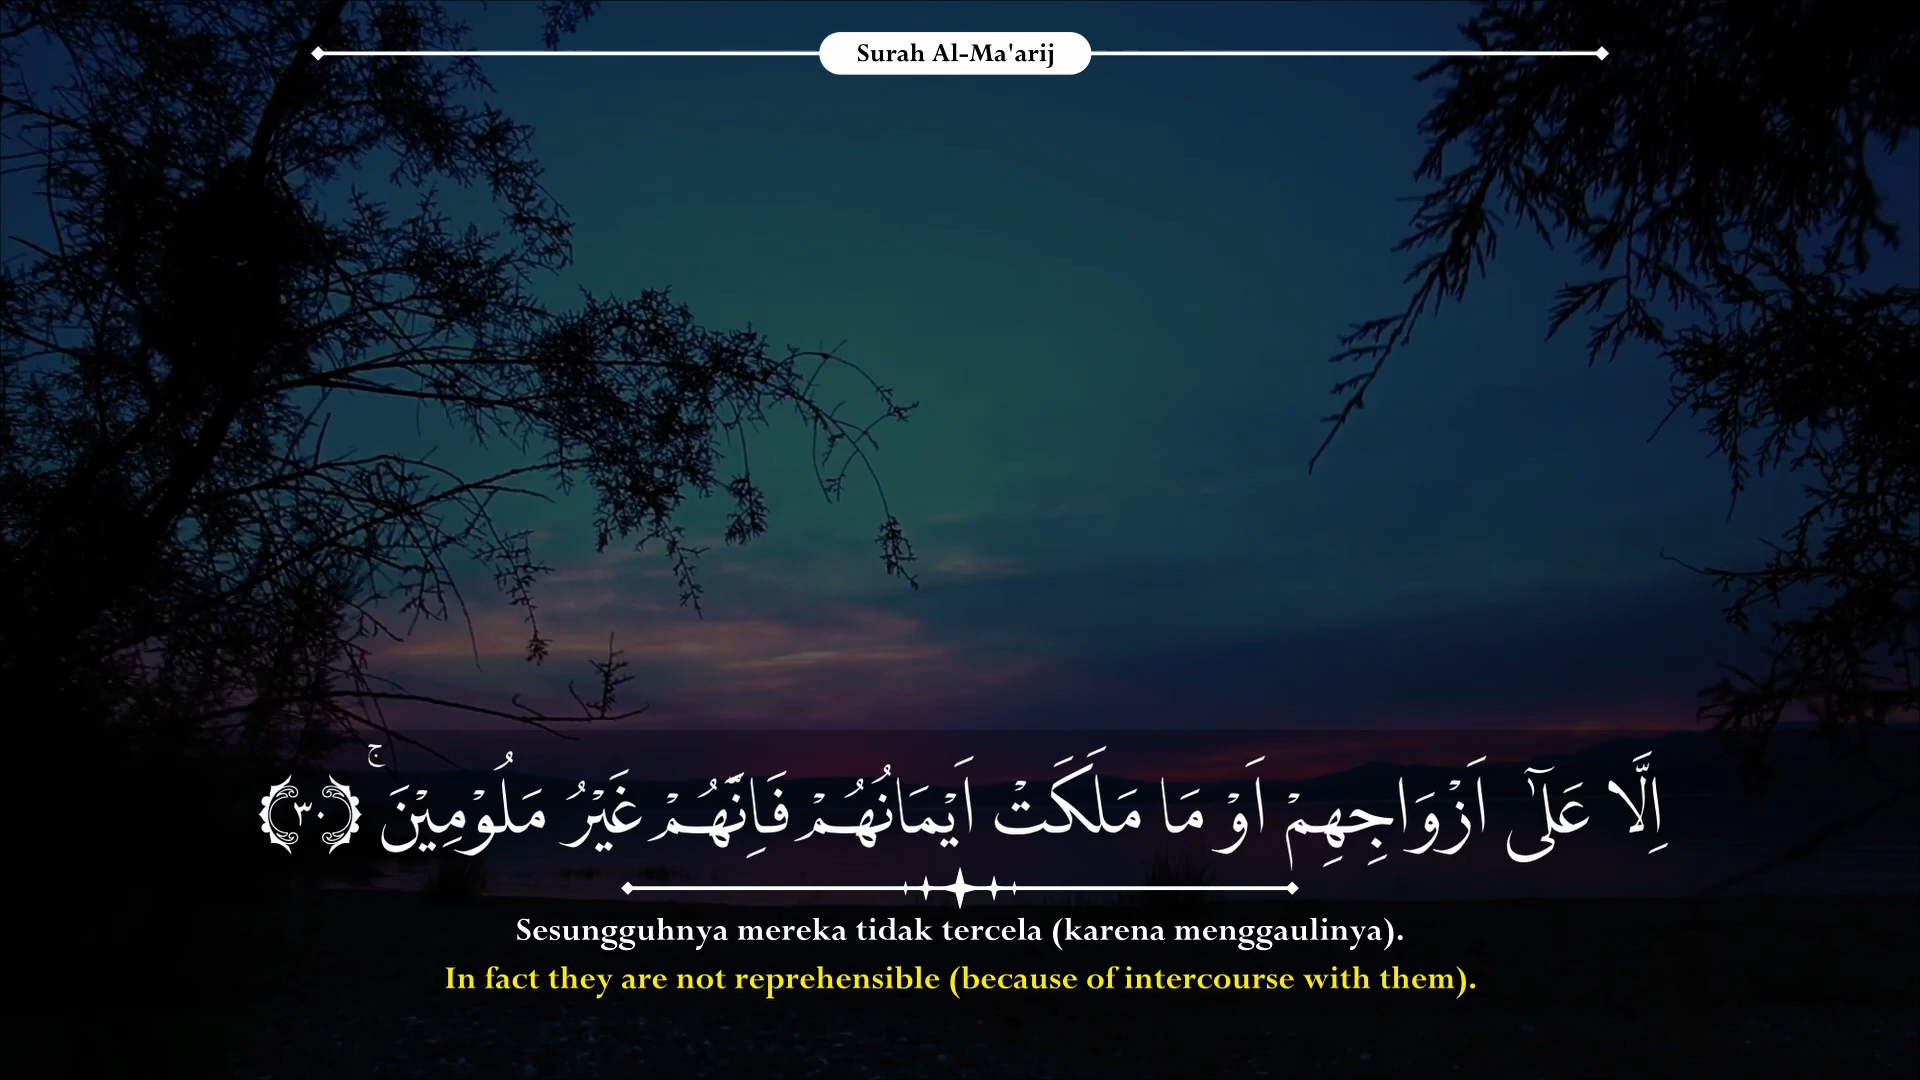 Surah Al-Ma'arij
اِلَّا عَلٰٓى اَزْوَاجِهِمْ اَوْ مَا مَلَكَتْ اَيْمَانُهُمْ فَاِنَّهُمْ غَيْرُ مَلُوْمِيْنَۚ ٣٠
Sesungguhnya mereka tidak tercela (karena menggaulinya).
In fact they are not reprehensible (because of intercourse with them).